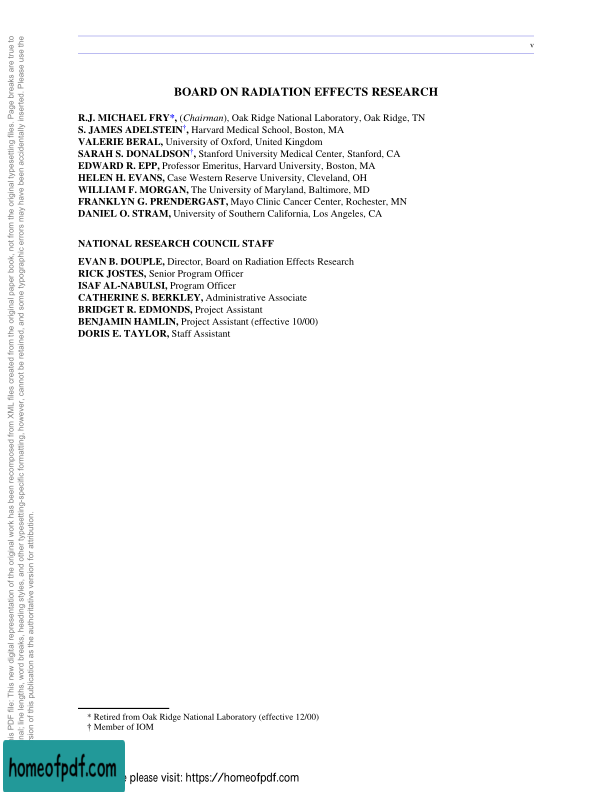 v
BOARD ON RADIATION EFFECTS RESEARCH
R.J. MICHAEL FRY*, (Chairman), Oak Ridge National Laboratory, Oak Ridge, TN
S. JAMES ADELSTEIN†, Harvard Medical School, Boston, MA
VALERIE BERAL, University of Oxford, United Kingdom
SARAH S. DONALDSON†, Stanford University Medical Center, Stanford, CA
EDWARD R. EPP, Professor Emeritus, Harvard University, Boston, MA
HELEN H. EVANS, Case Western Reserve University, Cleveland, OH
WILLIAM F. MORGAN, The University of Maryland, Baltimore, MD
FRANKLYN G. PRENDERGAST, Mayo Clinic Cancer Center, Rochester, MN
DANIEL O. STRAM, University of Southern California, Los Angeles, CA
NATIONAL RESEARCH COUNCIL STAFF
EVAN B. DOUPLE, Director, Board on Radiation Effects Research
RICK JOSTES, Senior Program Officer
ISAF AL-NABULSI, Program Officer
CATHERINE S. BERKLEY, Administrative Associate
BRIDGET R. EDMONDS, Project Assistant
BENJAMIN HAMLIN, Project Assistant (effective 10/00)
DORIS E. TAYLOR, Staff Assistant
* Retired from Oak Ridge National Laboratory (effective 12/00)
† Member of IOM
PDF file: This new digital representation of the original work has been recomposed from XML files created from the original paper book, not from the original typesetting files. Page breaks are true to
line lengths, word breaks, heading styles, and other typesetting-specific formatting, however, cannot be retained, and some typographic errors may have been accidentally inserted. Please use the
of this publication as the authoritative version for attribution.
homeofpdf.com
please visit: https://homeofpdf.com